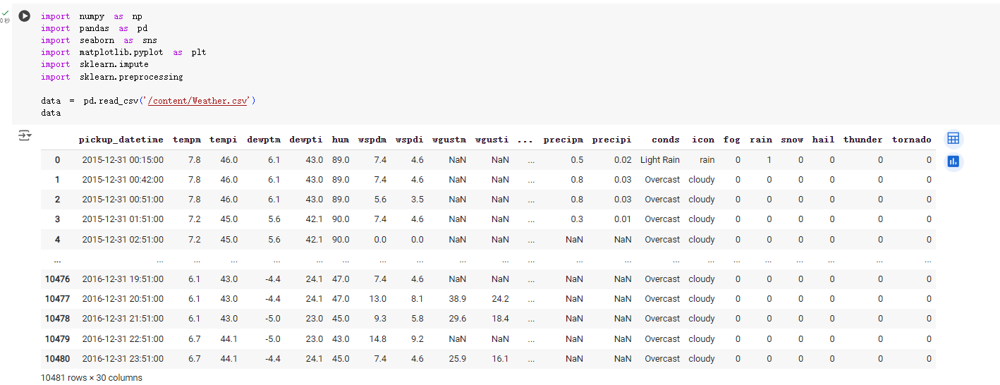 0 秒
import numpy as np
import pandas as pd
import seaborn as sns
import matplotlib.pyplot as plt
import sklearn.impute
import sklearn.preprocessing
data = pd.read_csv('/content/Weather.csv')
data
pickup_datetime tempm tempi dewptm dewpti hum wspdm wspdi wgustm wgusti ... precipm precipi conds icon fog rain snow hail thunder tornado
0 2015-12-31 00:15:00 7.8 46.0 6.1 43.0 89.0 7.4 4.6 NaN NaN ... 0.5 0.02 Light Rain rain 0 1 0 0 0 0
1 2015-12-31 00:42:00 7.8 46.0 6.1 43.0 89.0 7.4 4.6 NaN NaN ... 0.8 0.03 Overcast cloudy 0 0 0 0 0 0
2 2015-12-31 00:51:00 7.8 46.0 6.1 43.0 89.0 5.6 3.5 NaN NaN ... 0.8 0.03 Overcast cloudy 0 0 0 0 0 0
3 2015-12-31 01:51:00 7.2 45.0 5.6 42.1 90.0 7.4 4.6 NaN NaN ... 0.3 0.01 Overcast cloudy 0 0 0 0 0 0
4 2015-12-31 02:51:00 7.2 45.0 5.6 42.1 90.0 0.0 0.0 NaN NaN ... NaN NaN Overcast cloudy 0 0 0 0 0 0
... ... ... ... ... ... ... ... ... ... ... ... ... ... ... ... ... ... ... ... ... ...
10476 2016-12-31 19:51:00 6.1 43.0 -4.4 24.1 47.0 7.4 4.6 NaN NaN ... NaN NaN Overcast cloudy 0 0 0 0 0 0
10477 2016-12-31 20:51:00 6.1 43.0 -4.4 24.1 47.0 13.0 8.1 38.9 24.2 ... NaN NaN Overcast cloudy 0 0 0 0 0 0
10478 2016-12-31 21:51:00 6.1 43.0 -5.0 23.0 45.0 9.3 5.8 29.6 18.4 ... NaN NaN Overcast cloudy 0 0 0 0 0 0
10479 2016-12-31 22:51:00 6.7 44.1 -5.0 23.0 43.0 14.8 9.2 NaN NaN ... NaN NaN Overcast cloudy 0 0 0 0 0 0
10480 2016-12-31 23:51:00 6.7 44.1 -4.4 24.1 45.0 7.4 4.6 25.9 16.1 ... NaN NaN Overcast cloudy 0 0 0 0 0 0
10481 rows × 30 columns